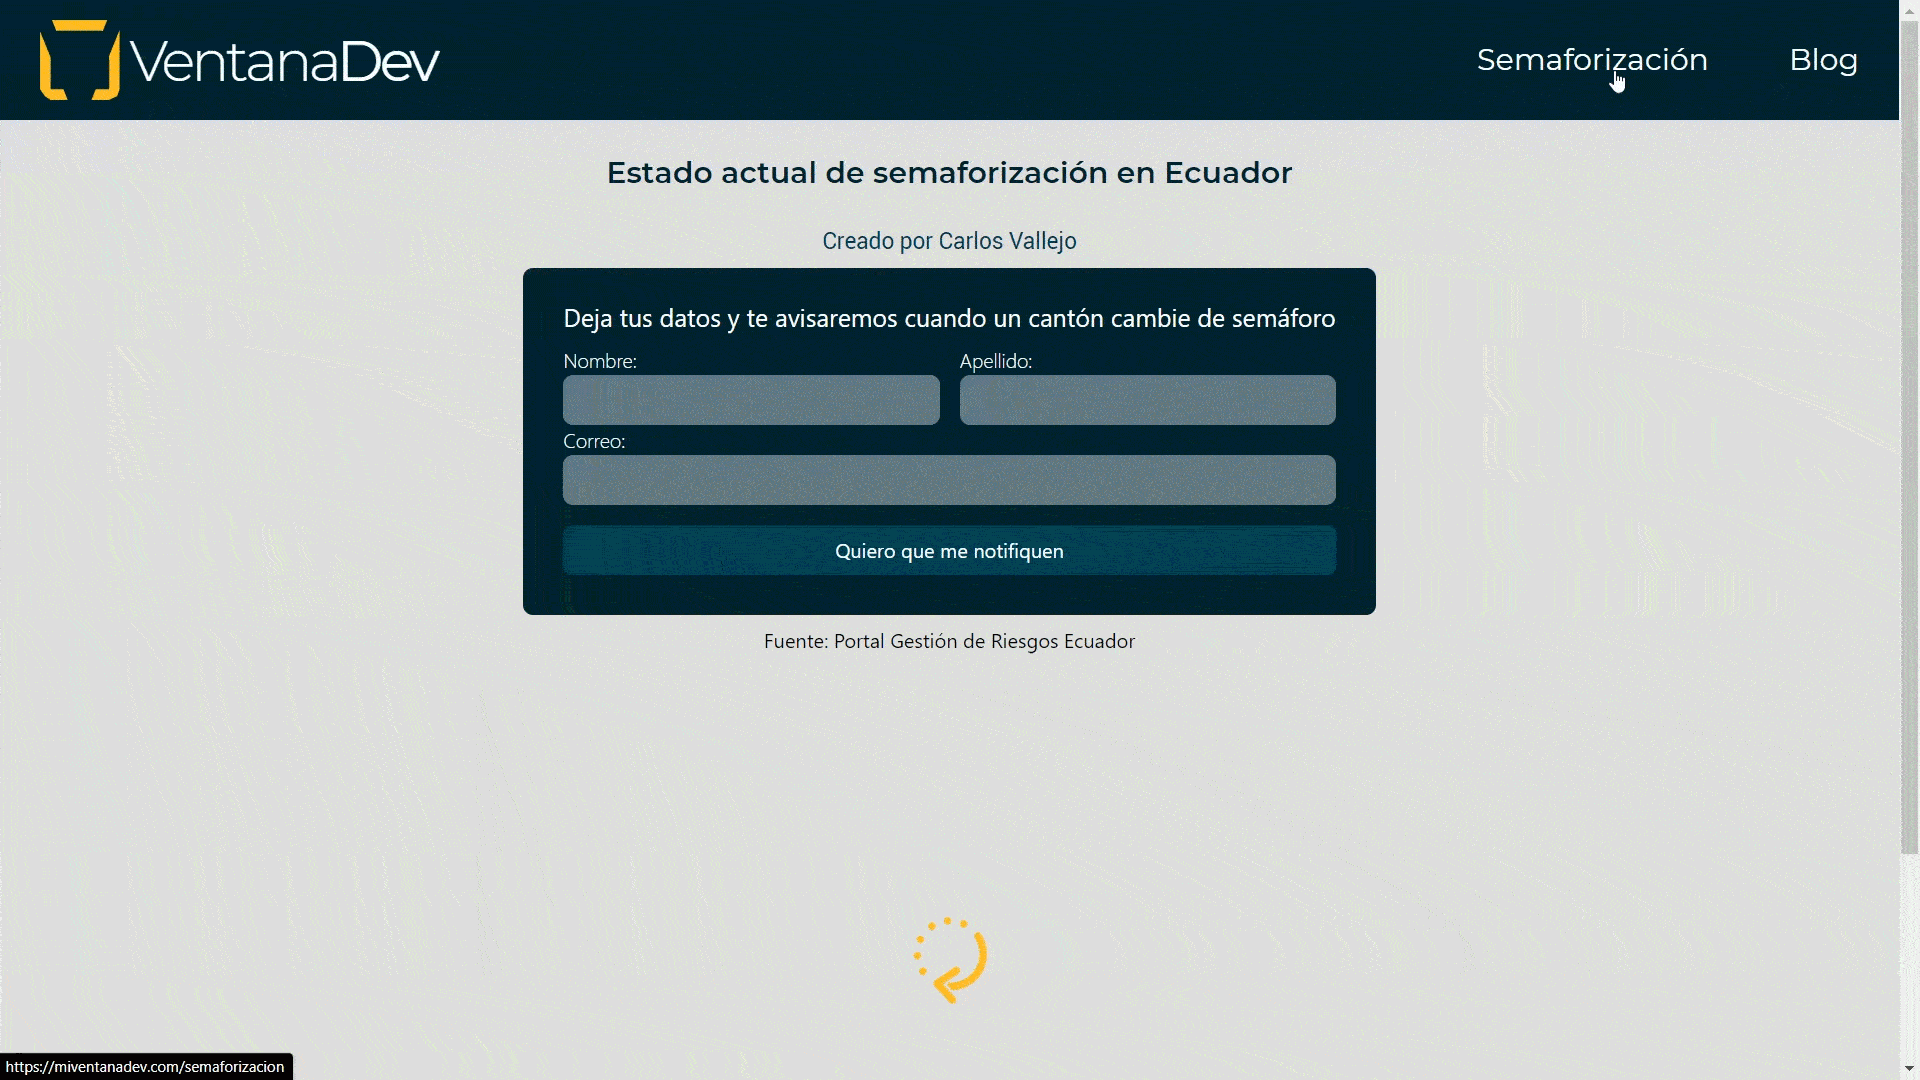 VentanaDev
Semaforización
Blog
Estado actual de semaforización en Ecuador
Creado por Carlos Vallejo
Deja tus datos y te avisaremos cuando un cantón cambie de semáforo
Nombre:
Apellido:
Correo:
Quiero que me notifiquen
Fuente: Portal Gestión de Riesgos Ecuador
https://miventanadev.com/semaforizacion